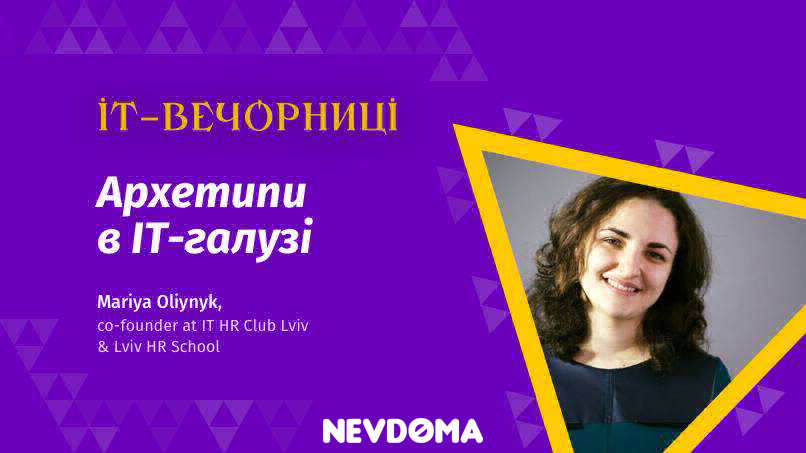 ІТ-ВЕЧОРНИЦІ
Архетипи
в ІТ-галузі
Mariya Oliynyk,
co-founder at IT HR Club Lviv
& Lviv HR School
NEVDOMA